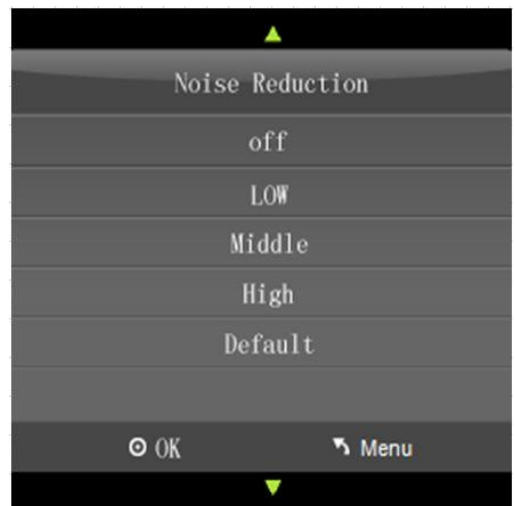 Noise Reduction
off
LOW
Middle
High
Default
OK Menu